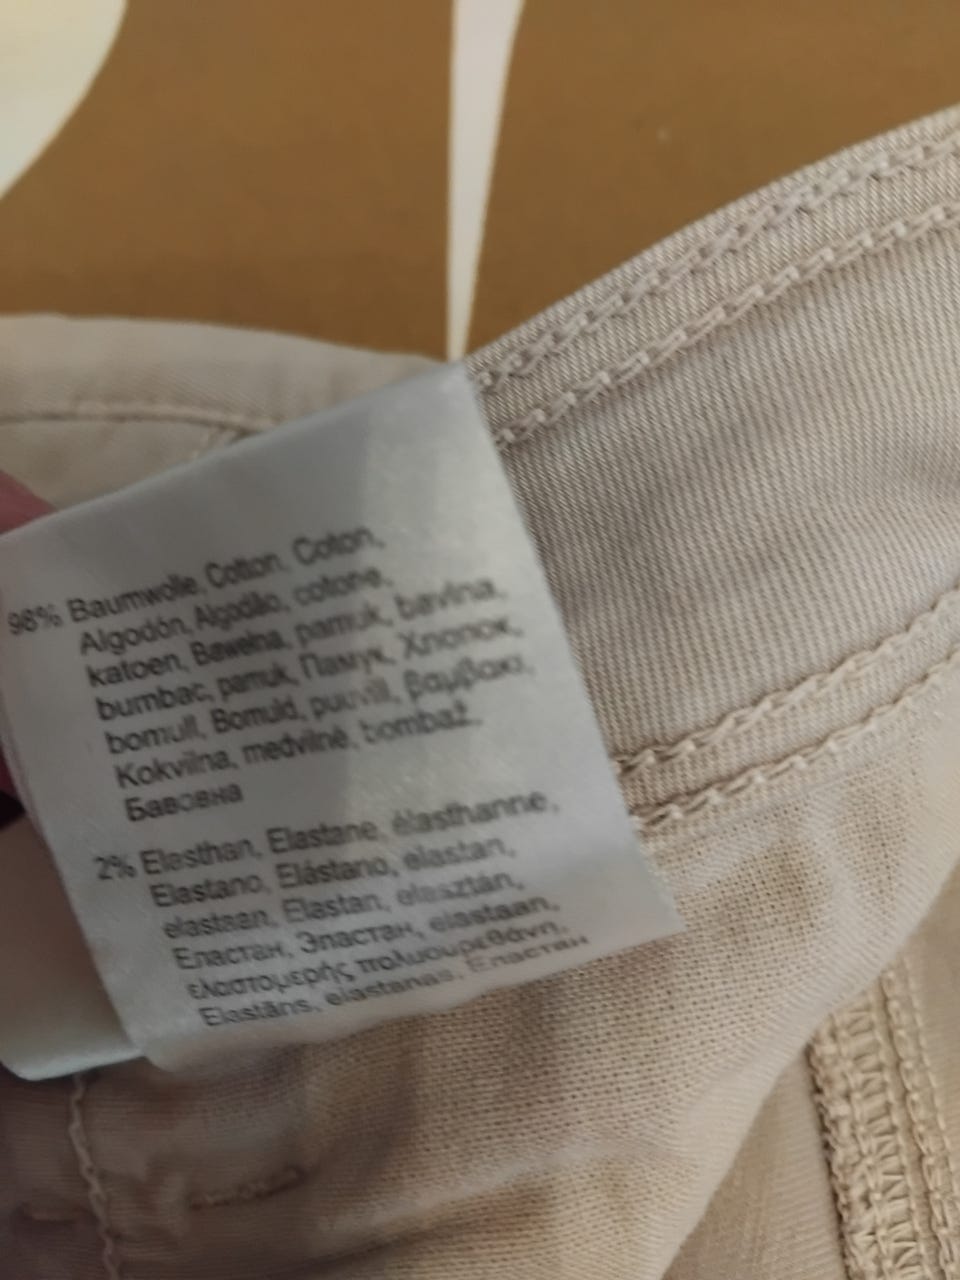 98% Baumwolle, Cotton, Coton,
Algodón, Algodão, cotone,
katoen, Bawełna, pamuk, bavlna,
bumbac, pamuk, Памук, Хлопок,
bomull, Bomuld, puuvill, βαμβάκι,
Kokvilna, medvilnė, bombaž,
Бавовна
2% Elasthan, Elastane, élasthanne,
Elastano, Elástano, elastan,
elastaan, Elastan, elasztán,
Еластан, Эластан, elastaan,
ελαστομερής πολυουρεθάνη,
Elastāns, elastanas, Еластан